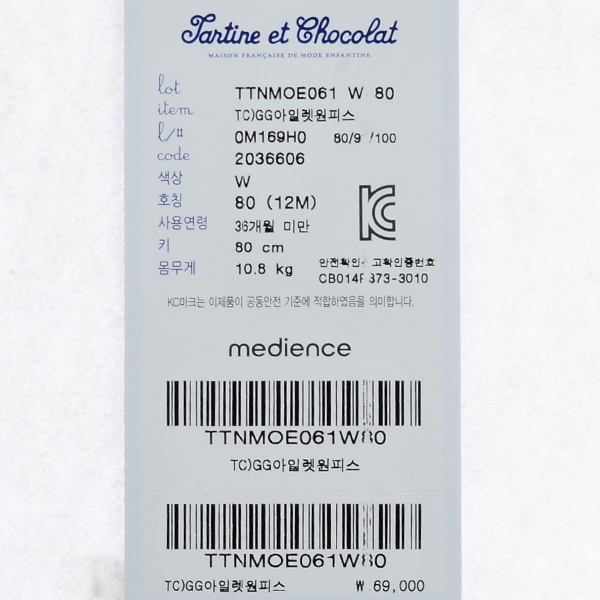 Tartine et Chocolat
MAISON FRANÇAISE DE MODE ENFANTINE
lot TTNMOE061 W 80
item TC)GG아일렛원피스
l/# 0M169H0 80/9 /100
code 2036606
색상 W
호칭 80 (12M)
사용연령 36개월 미만
키 80 cm
몸무게 10.8 kg
KC
안전확인 고확인증번호
CB014 873-3010
KC마크는 이제품이 공통안전 기준에 적합하였음을 의미합니다.
medience
TTNMOE061W80
TC)GG아일렛원피스
TTNMOE061W80
TC)GG아일렛원피스 ₩ 69,000